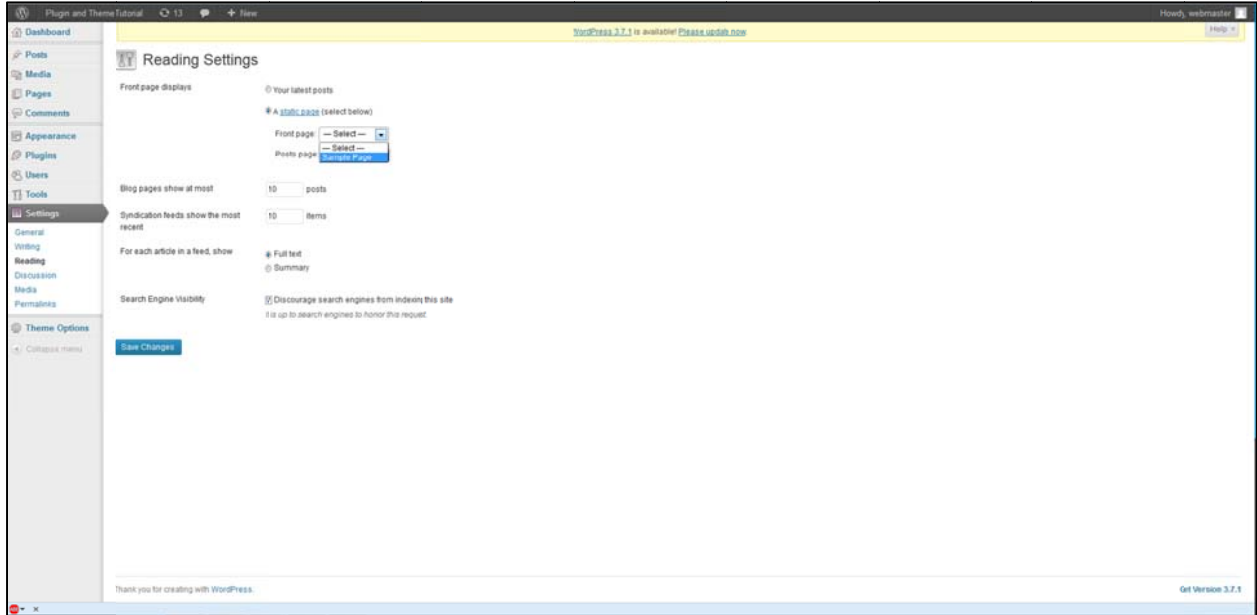 Plugin and ThemeTutorial 13 + New Howdy, webmaster
WordPress 3.7.1 is available! Please update now.
Help
Dashboard
Posts
Media
Pages
Comments
Appearance
Plugins
Users
Tools
Settings
General
Writing
Reading
Discussion
Media
Permalinks
Theme Options
Collapse menu
Reading Settings
Front page displays
Your latest posts
A static page (select below)
Front page: — Select —
— Select —
Posts page: Sample Page
Blog pages show at most 10 posts
Syndication feeds show the most recent 10 items
For each article in a feed, show
Full text
Summary
Search Engine Visibility
Discourage search engines from indexing this site
It is up to search engines to honor this request.
Save Changes
Thank you for creating with WordPress.
Get Version 3.7.1